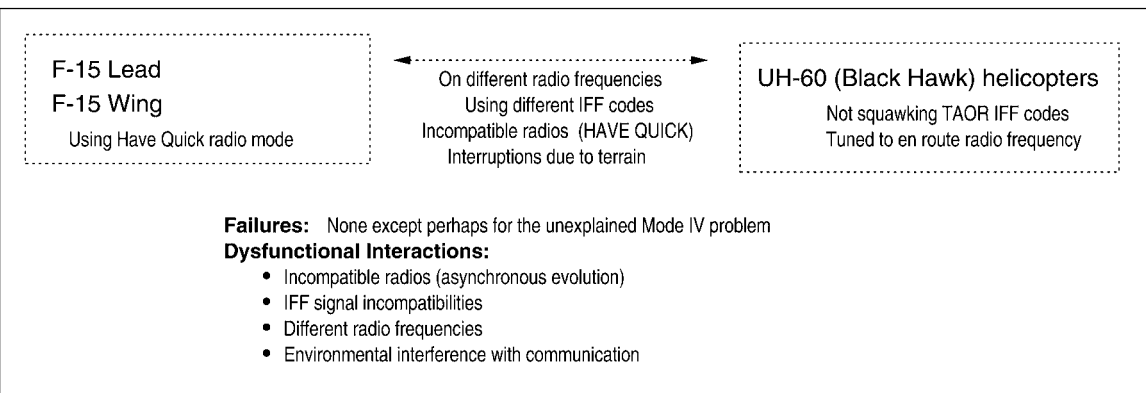 F-15 Lead
F-15 Wing
Using Have Quick radio mode
On different radio frequencies
Using different IFF codes
Incompatible radios (HAVE QUICK)
Interruptions due to terrain
UH-60 (Black Hawk) helicopters
Not squawking TAOR IFF codes
Tuned to en route radio frequency
Failures: None except perhaps for the unexplained Mode IV problem
Dysfunctional Interactions:
• Incompatible radios (asynchronous evolution)
• IFF signal incompatibilities
• Different radio frequencies
• Environmental interference with communication